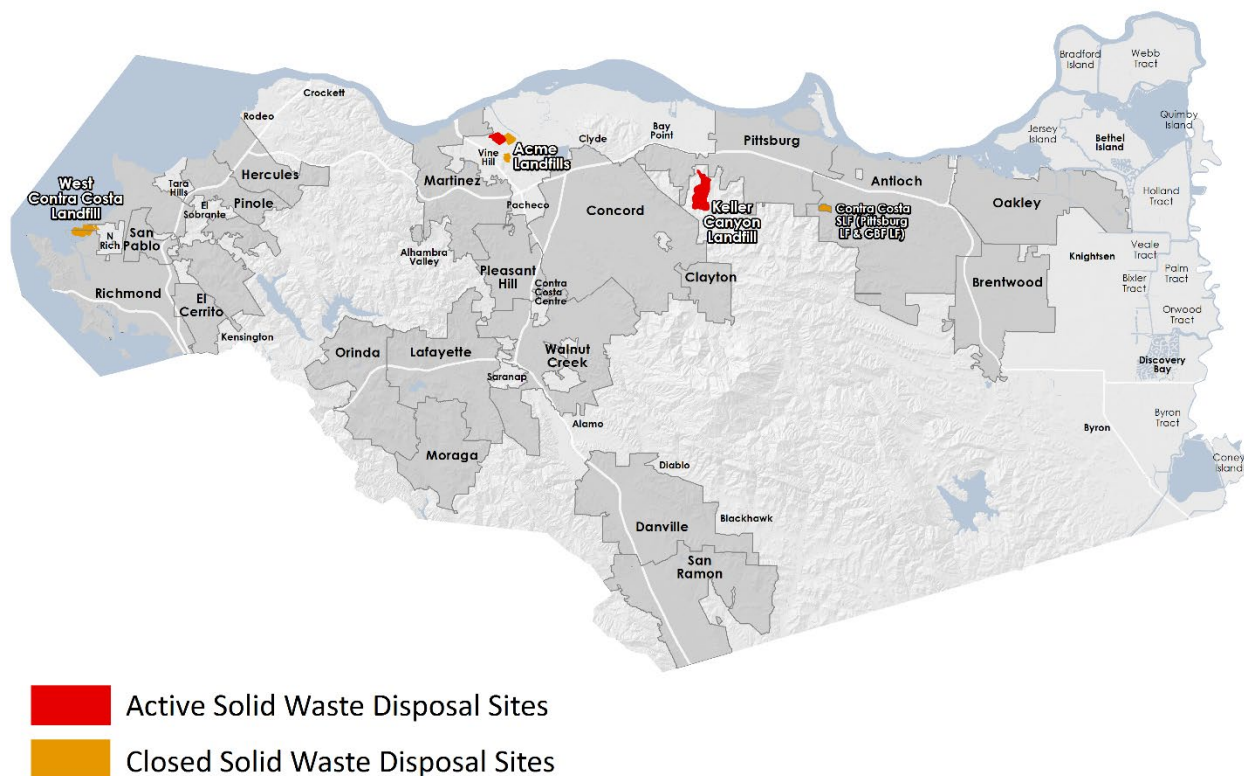 Bradford
Island
Webb
Tract
Crockett
Rodeo
Quimby
Island
Jersey
Island
Bethel
Island
Bay
Point
Clyde
Pittsburg
Vine
Hill
Acme
Landfills
Hercules
Martinez
Tara
Hills
West
Contra Costa
Landfill
Pinole
El
Sobrante
Antioch
Holland
Tract
Oakley
Pacheco
Concord
Keller
Canyon
Landfill
Contra Costa
SLF (Pittsburg
LF & GBF LF)
N
Rich
San
Pablo
Alhambra
Valley
Veale
Tract
Knightsen
Pleasant
Hill
Clayton
Palm
Tract
Bixler
Tract
Brentwood
Richmond
El
Cerrito
Contra
Costa
Centre
Orwood
Tract
Kensington
Orinda
Lafayette
Walnut
Creek
Discovery
Bay
Saranap
Alamo
Byron
Tract
Byron
Moraga
Coney
Island
Diablo
Blackhawk
Danville
San
Ramon
Active Solid Waste Disposal Sites
Closed Solid Waste Disposal Sites